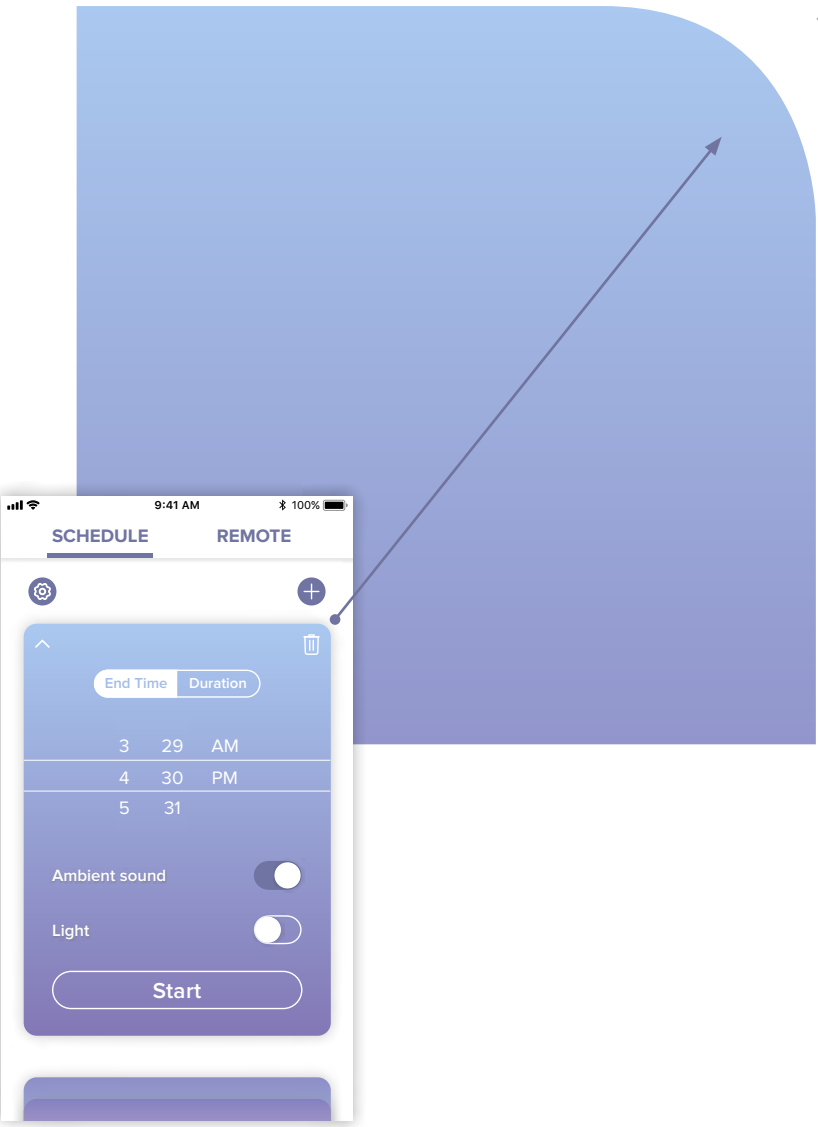 9:41 AM 100%
SCHEDULE REMOTE
End Time Duration
3 29 AM
4 30 PM
5 31
Ambient sound
Light
Start